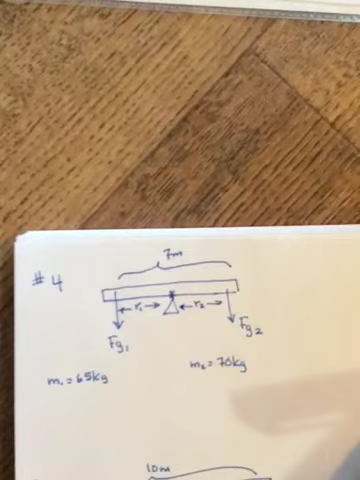 7m
#4
r₁ r₂
Fg₁ Fg₂
m₁=65kg m₂=70kg
10m